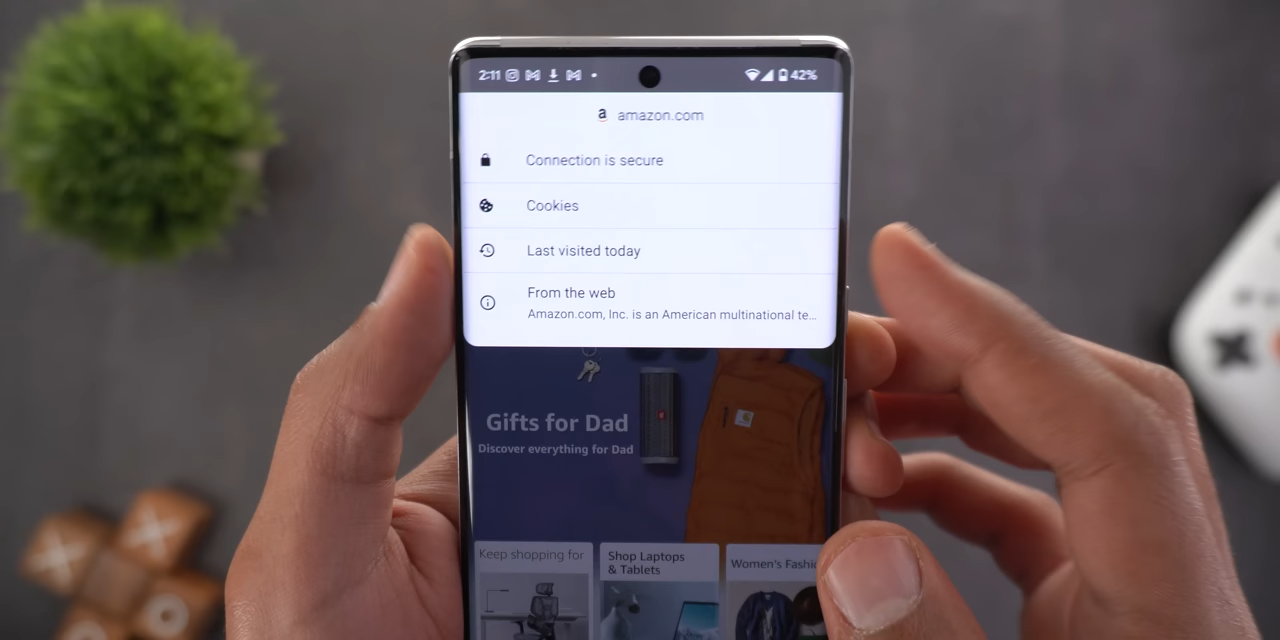 2:11 42%
a amazon.com
Connection is secure
Cookies
Last visited today
From the web
Amazon.com, Inc. is an American multinational te...
Gifts for Dad
Discover everything for Dad
Keep shopping for
Shop Laptops
& Tablets
Women's Fashi